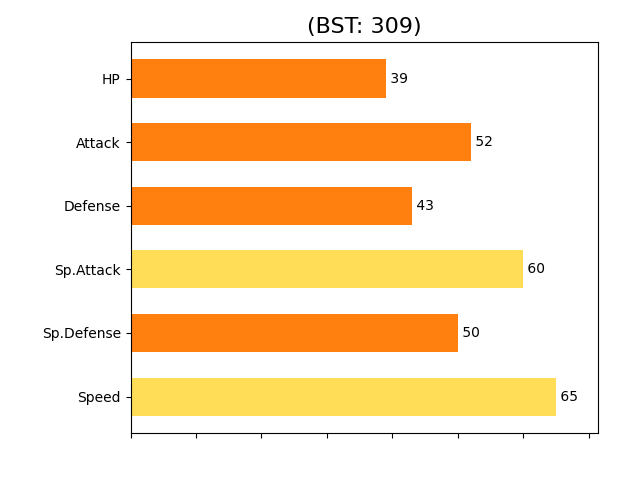 (BST: 309)
HP 39
Attack 52
Defense 43
Sp.Attack 60
Sp.Defense 50
Speed 65